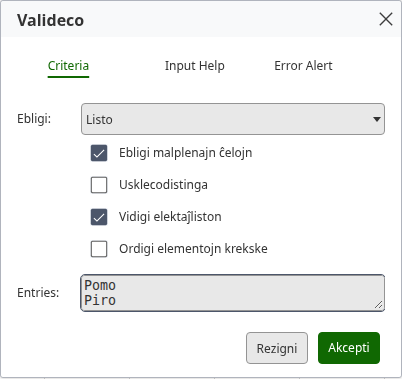 Valideco
Criteria Input Help Error Alert
Ebligi: Listo
Ebligi malplenajn ĉelojn
Usklecodistinga
Vidigi elektaĵliston
Ordigi elementojn krekske
Entries: Pomo
Piro
Rezigni Akcepti